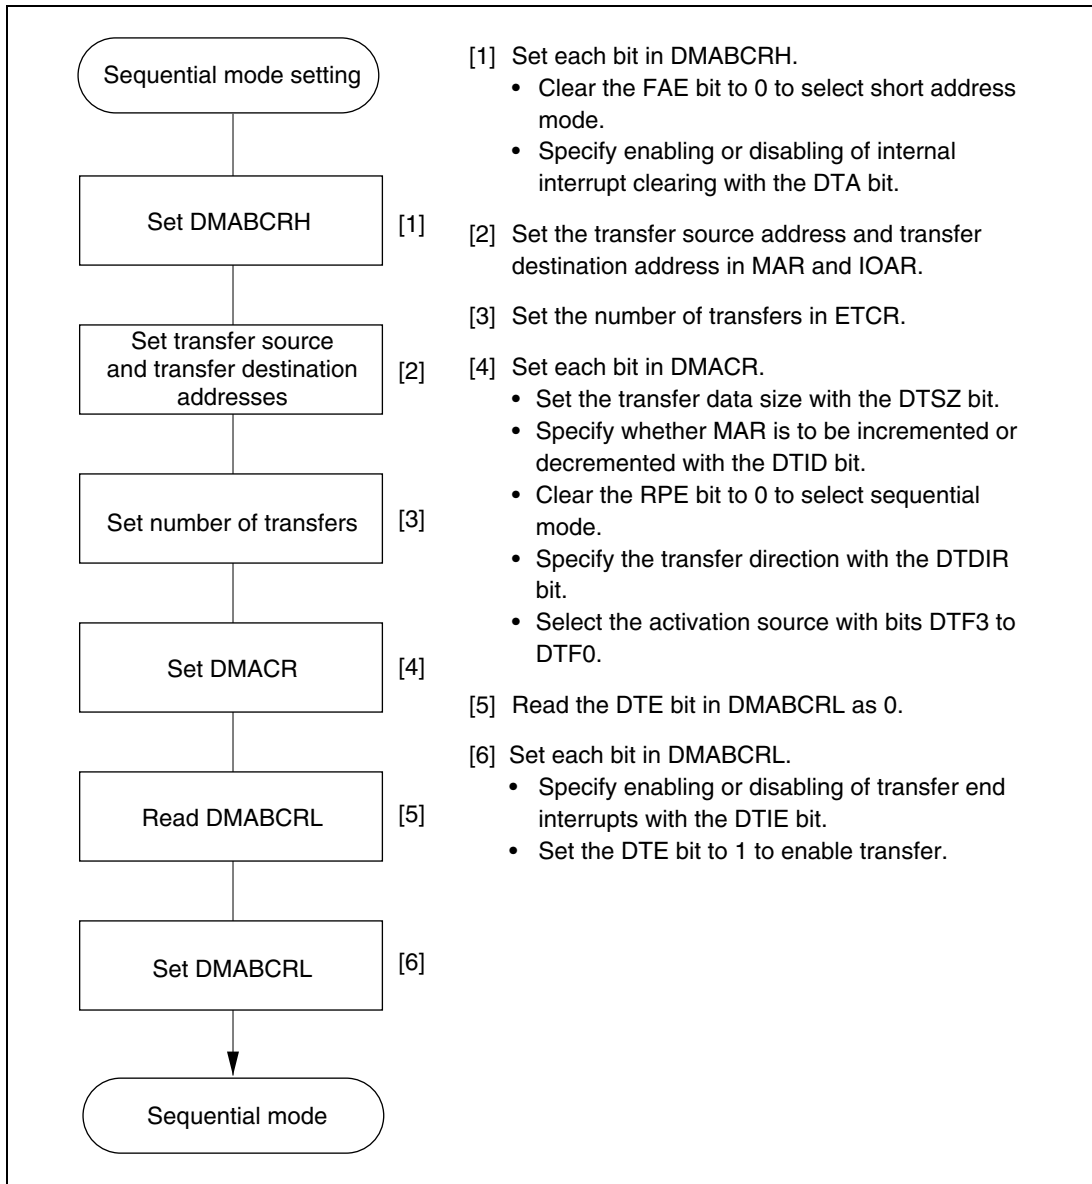 Sequential mode setting
Set DMABCRH
[1]
Set transfer source
and transfer destination
addresses
[2]
Set number of transfers
[3]
Set DMACR
[4]
Read DMABCRL
[5]
Set DMABCRL
[6]
Sequential mode
[1] Set each bit in DMABCRH.
• Clear the FAE bit to 0 to select short address
mode.
• Specify enabling or disabling of internal
interrupt clearing with the DTA bit.
[2] Set the transfer source address and transfer
destination address in MAR and IOAR.
[3] Set the number of transfers in ETCR.
[4] Set each bit in DMACR.
• Set the transfer data size with the DTSZ bit.
• Specify whether MAR is to be incremented or
decremented with the DTID bit.
• Clear the RPE bit to 0 to select sequential
mode.
• Specify the transfer direction with the DTDIR
bit.
• Select the activation source with bits DTF3 to
DTF0.
[5] Read the DTE bit in DMABCRL as 0.
[6] Set each bit in DMABCRL.
• Specify enabling or disabling of transfer end
interrupts with the DTIE bit.
• Set the DTE bit to 1 to enable transfer.